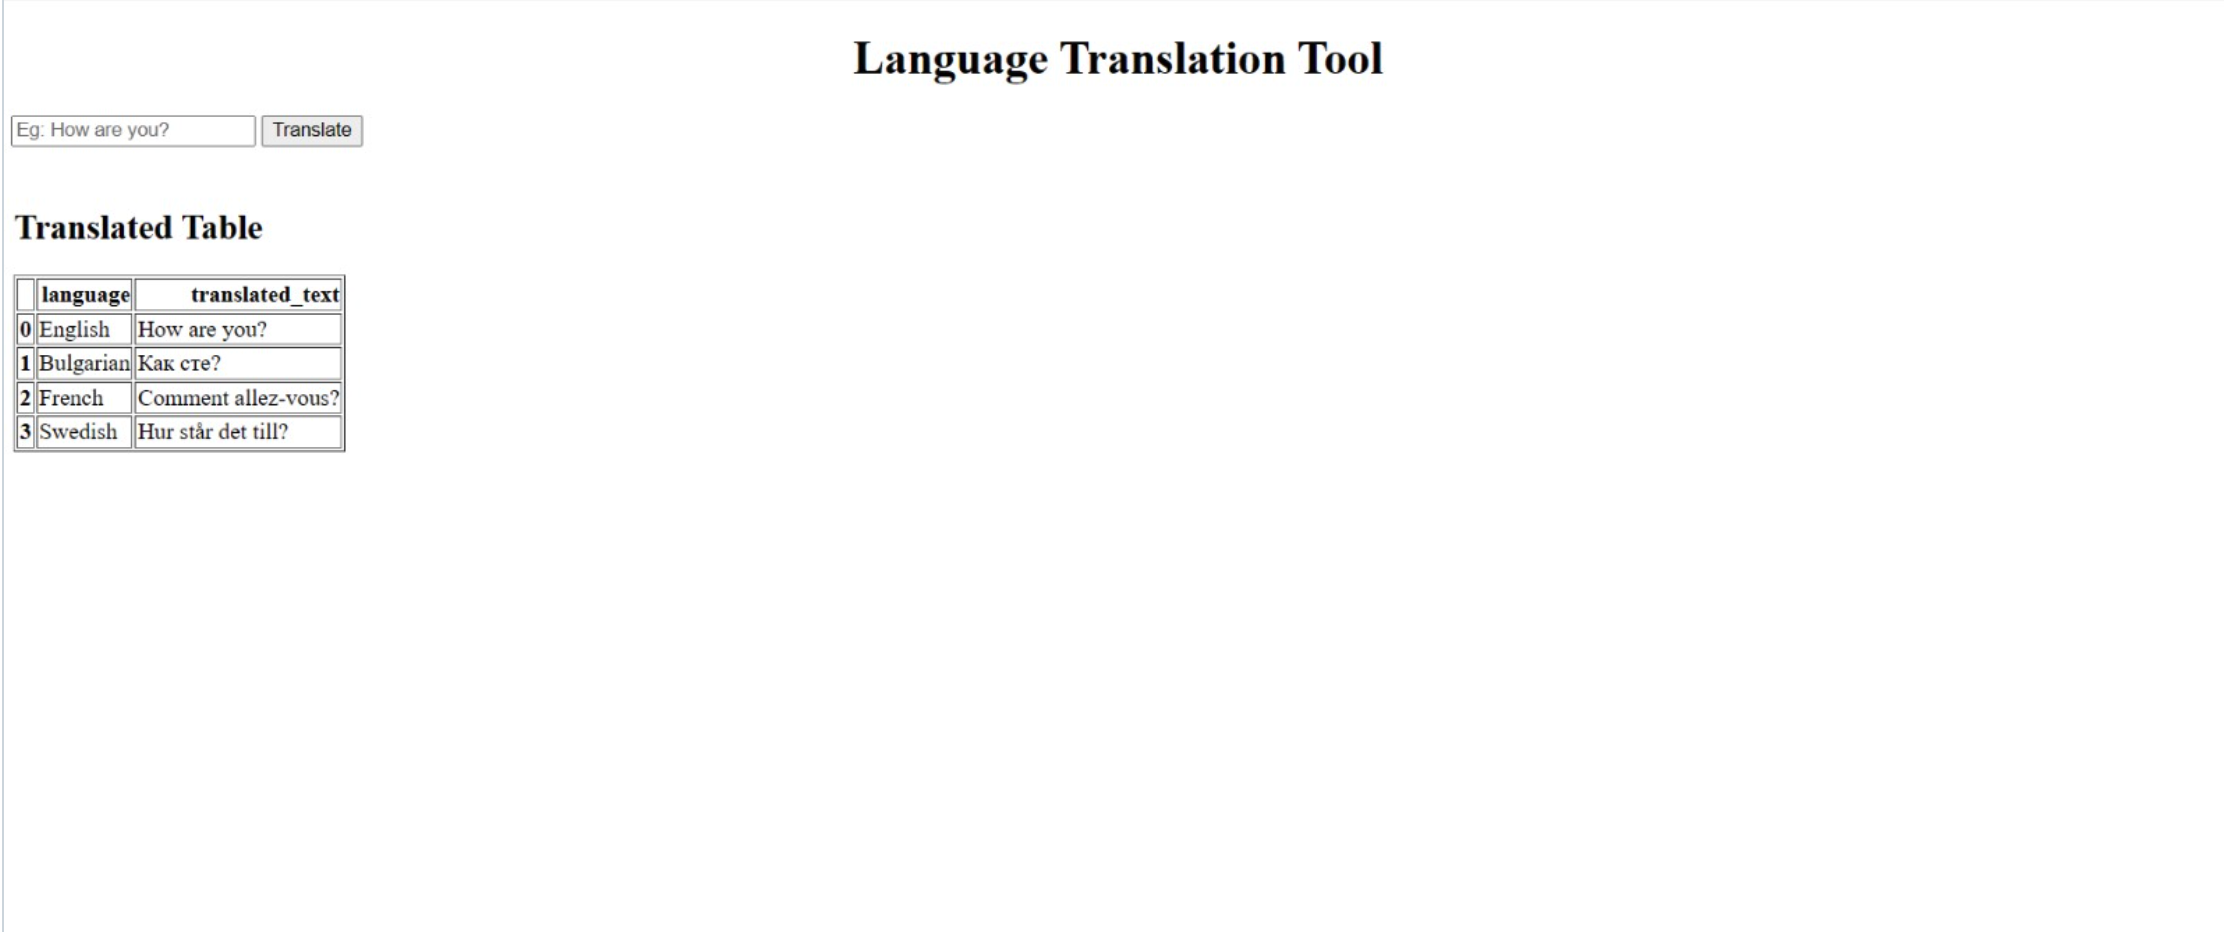 Language Translation Tool
Eg: How are you? Translate
Translated Table
language translated_text
0 English How are you?
1 Bulgarian Как сте?
2 French Comment allez-vous?
3 Swedish Hur står det till?